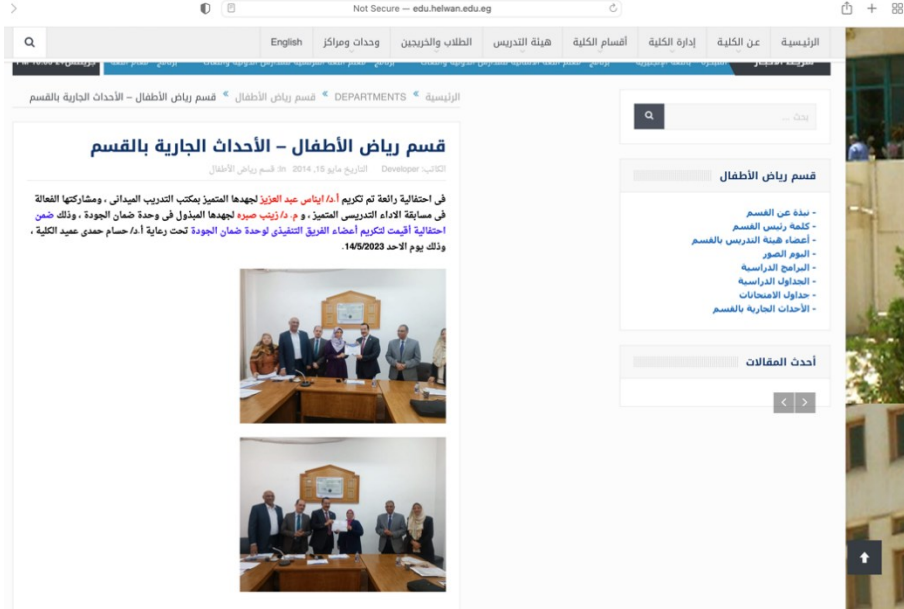 Not Secure — edu.helwan.edu.eg
الرئيسية
عن الكلية
إدارة الكلية
أقسام الكلية
هيئة التدريس
الطلاب والخريجين
وحدات ومراكز
English
الرئيسية » DEPARTMENTS » قسم رياض الأطفال » قسم رياض الأطفال – الأحداث الجارية بالقسم
قسم رياض الأطفال – الأحداث الجارية بالقسم
الكاتب: Developer التاريخ مايو 15, 2014 In: قسم رياض الأطفال
فى احتفالية رائعة تم تكريم أ.د/ ايناس عبد العزيز لجهدها المتميز بمكتب التدريب الميدانى ، ومشاركتها الفعالة
فى مسابقة الاداء التدريسى المتميز ، و م. د/ زينب صبره لجهدها المبذول فى وحدة ضمان الجودة ، وذلك ضمن
احتفالية أقيمت لتكريم أعضاء الفريق التنفيذى لوحدة ضمان الجودة تحت رعاية أ.د/ حسام حمدى عميد الكلية ،
وذلك يوم الاحد 14/5/2023.
بحث ...
قسم رياض الأطفال
- نبذة عن القسم
- كلمة رئيس القسم
- أعضاء هيئة التدريس بالقسم
- البوم الصور
- البرامج الدراسية
- الجداول الدراسية
- جداول الامتحانات
- الأحداث الجارية بالقسم
أحدث المقالات